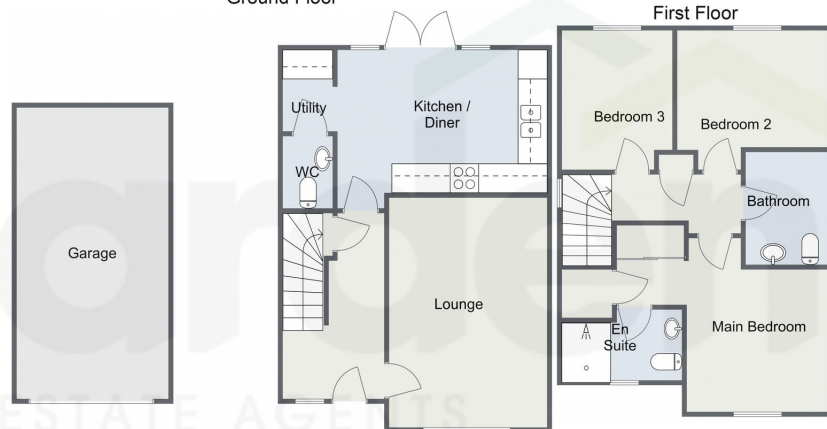 Ground Floor
First Floor
Utility
Kitchen /
Diner
WC
Garage
Lounge
Bedroom 3
Bedroom 2
Bathroom
En
Suite
Main Bedroom
arden
ESTATE AGENTS